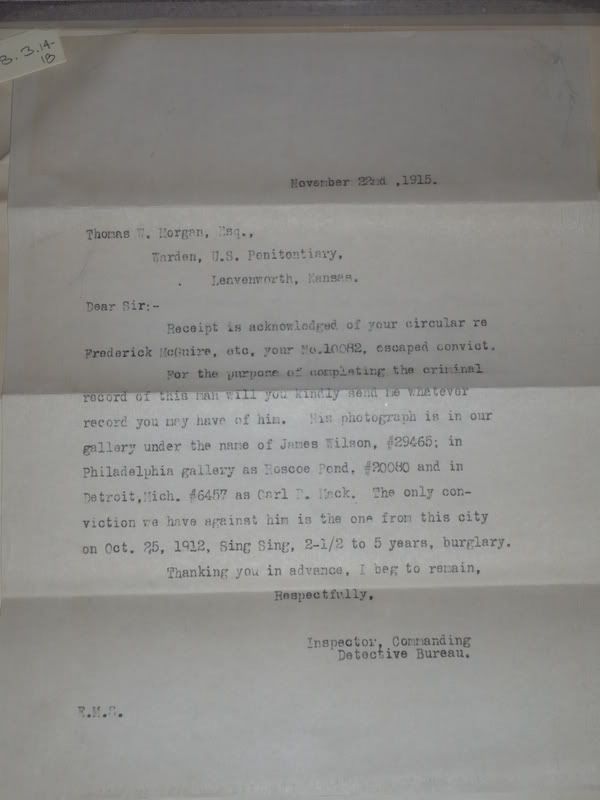 B. 3.14-
1B
November 22nd ,1915.
Thomas W. Morgan, Esq.,
Warden, U.S. Penitentiary,
Leavenworth, Kansas.
Dear Sir:-
Receipt is acknowledged of your circular re
Frederick McGuire, etc, your No.10082, escaped convict.
For the purpose of completing the criminal
record of this man will you kindly send me whatever
record you may have of him. His photograph is in our
gallery under the name of James Wilson, #29465; in
Philadelphia gallery as Roscoe Pond, #20080 and in
Detroit,Mich. #6457 as Carl D. Mack. The only con-
viction we have against him is the one from this city
on Oct. 25, 1912, Sing Sing, 2-1/2 to 5 years, burglary.
Thanking you in advance, I beg to remain,
Respectfully,
Inspector, Commanding
Detective Bureau.